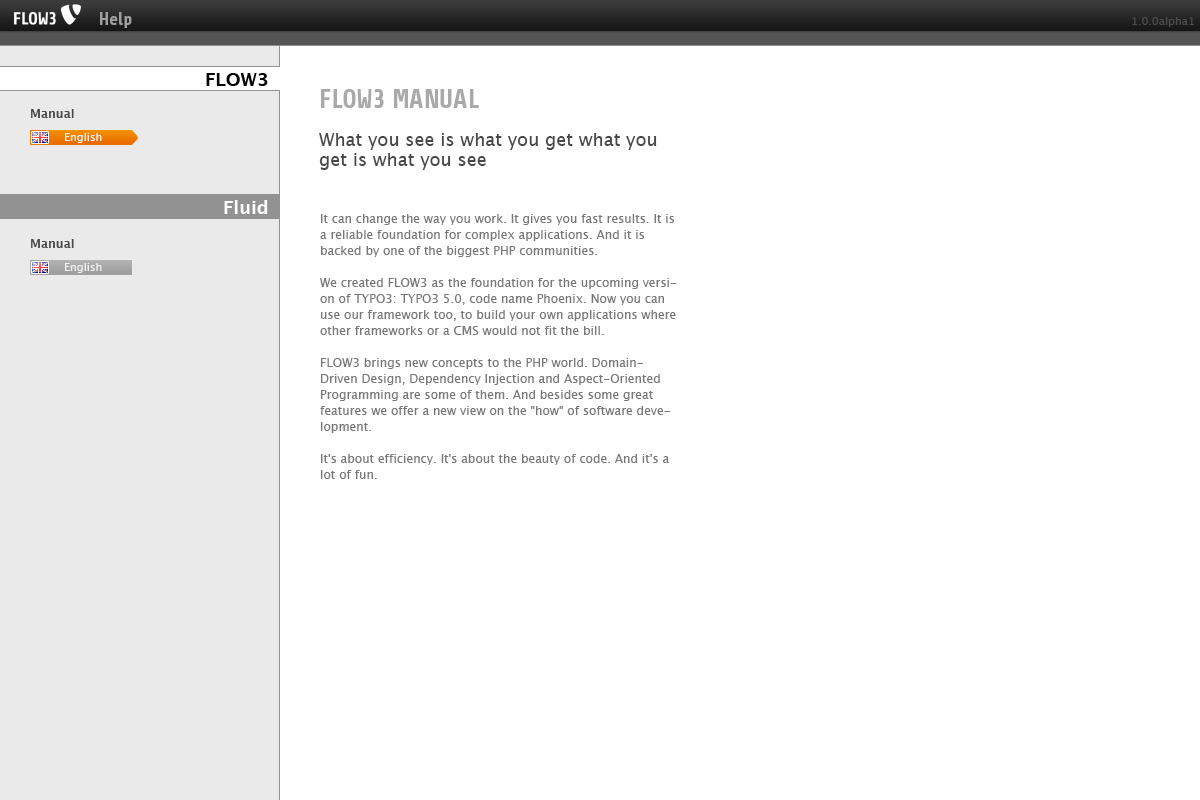 FLOW3 Help
1.0.0alpha1
FLOW3
Manual
English
Fluid
Manual
English
FLOW3 MANUAL
What you see is what you get what you
get is what you see
It can change the way you work. It gives you fast results. It is
a reliable foundation for complex applications. And it is
backed by one of the biggest PHP communities.
We created FLOW3 as the foundation for the upcoming versi-
on of TYPO3: TYPO3 5.0, code name Phoenix. Now you can
use our framework too, to build your own applications where
other frameworks or a CMS would not fit the bill.
FLOW3 brings new concepts to the PHP world. Domain-
Driven Design, Dependency Injection and Aspect-Oriented
Programming are some of them. And besides some great
features we offer a new view on the "how" of software deve-
lopment.
It's about efficiency. It's about the beauty of code. And it's a
lot of fun.